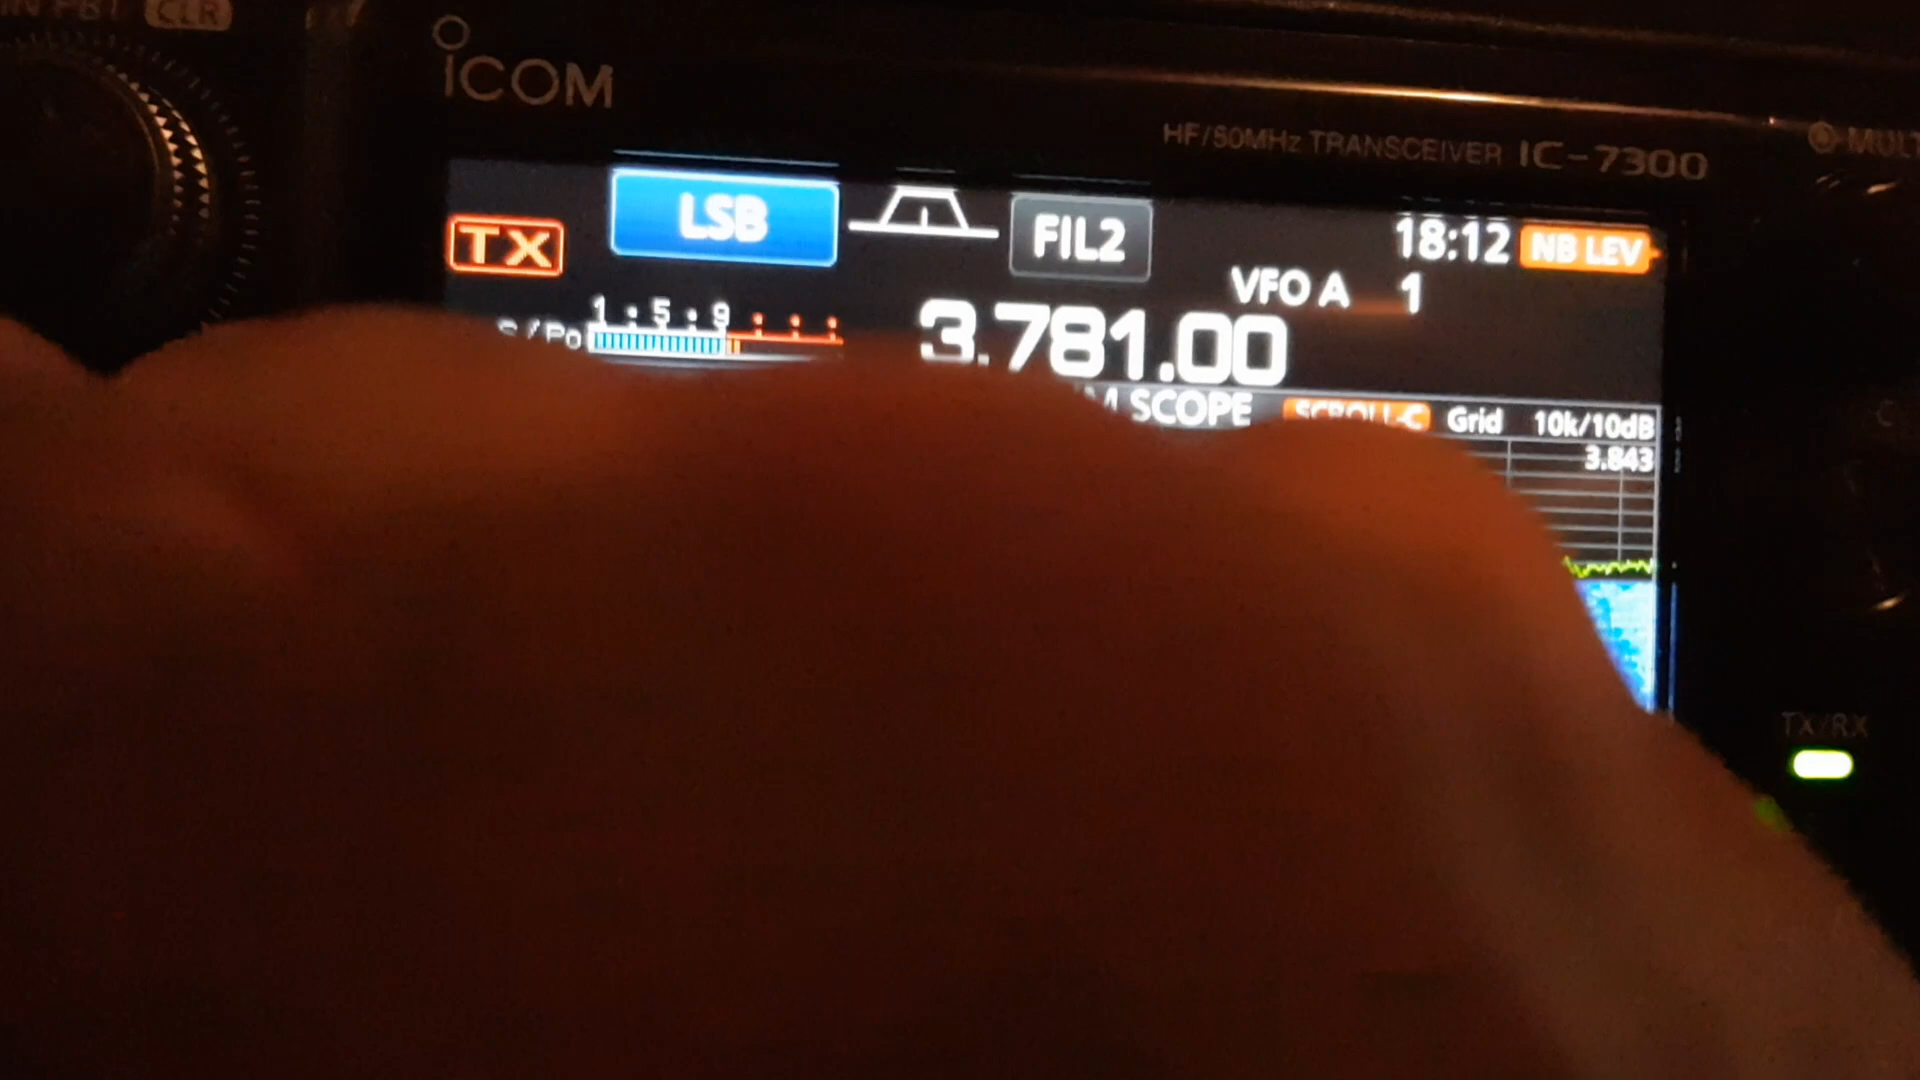 CLR
ICOM
HF/50MHz TRANSCEIVER IC-7300
TX LSB FIL2 18:12 NB LEV
VFO A 1
1 5 9
S/Po
3.781.00
SCOPE SCROLL-C Grid 10k/10dB
3.843
TX/RX